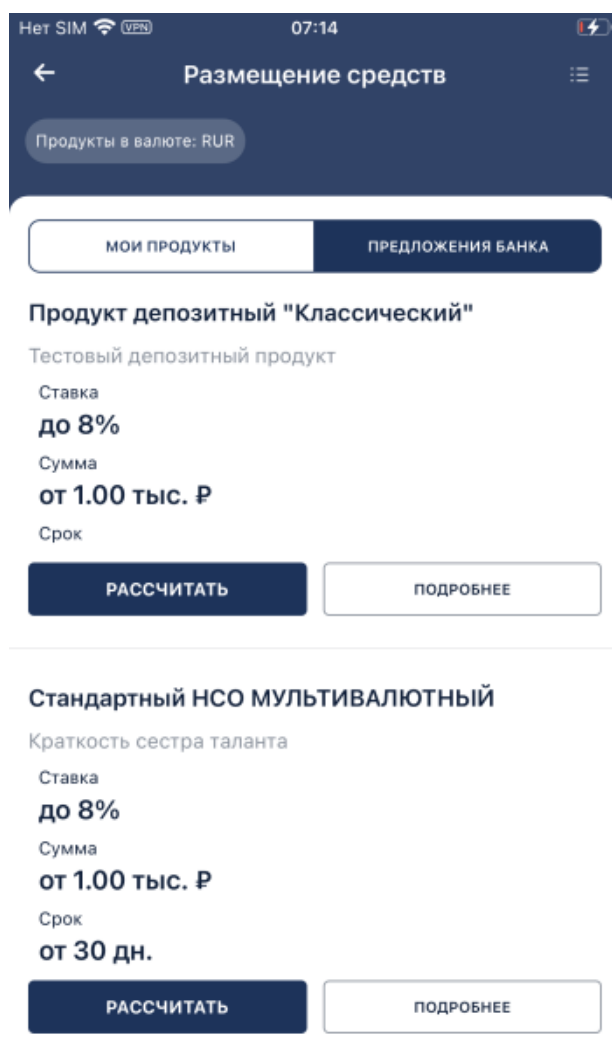 Нет SIM VPN 07:14
Размещение средств
Продукты в валюте: RUR
МОИ ПРОДУКТЫ ПРЕДЛОЖЕНИЯ БАНКА
Продукт депозитный "Классический"
Тестовый депозитный продукт
Ставка
до 8%
Сумма
от 1.00 тыс. ₽
Срок
РАССЧИТАТЬ ПОДРОБНЕЕ
Стандартный НСО МУЛЬТИВАЛЮТНЫЙ
Краткость сестра таланта
Ставка
до 8%
Сумма
от 1.00 тыс. ₽
Срок
от 30 дн.
РАССЧИТАТЬ ПОДРОБНЕЕ